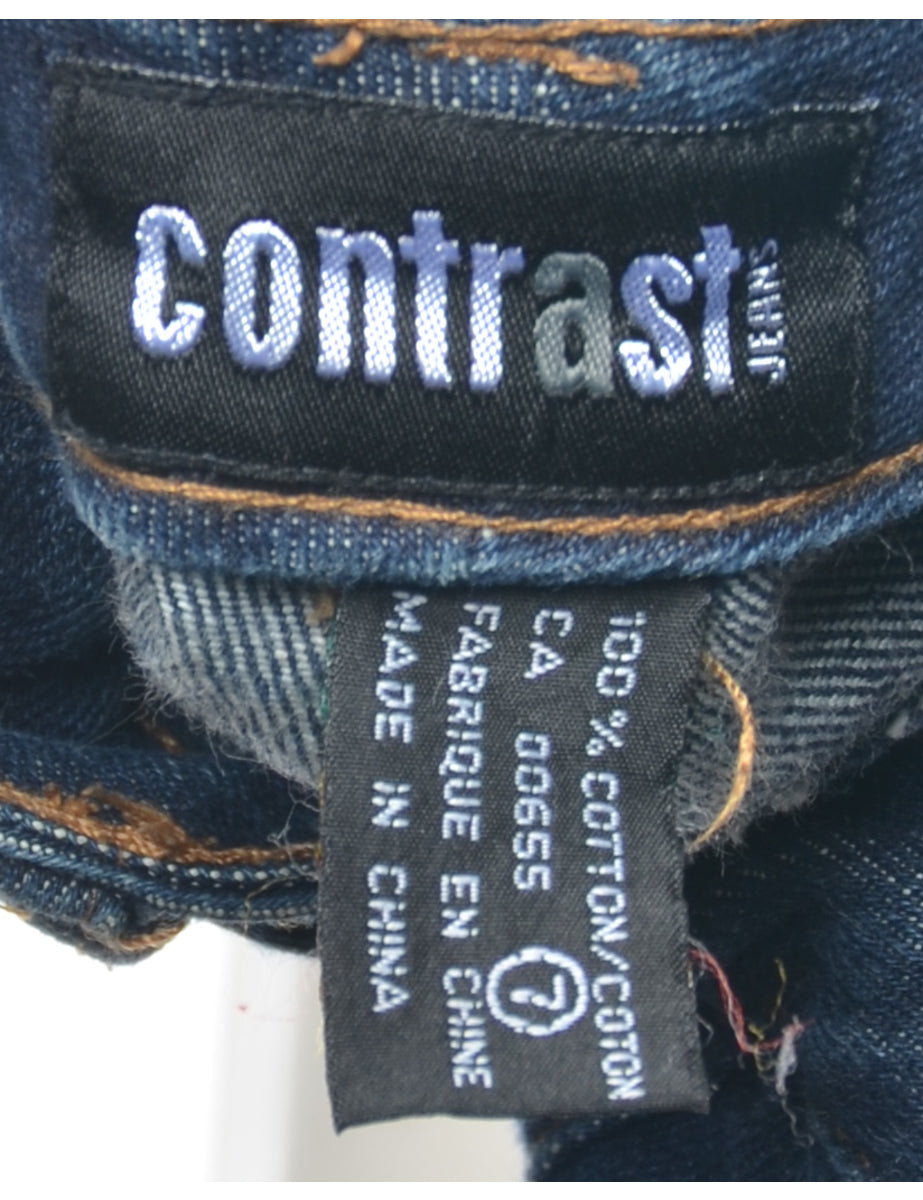 contrast JEANS
100% COTTON/COTON
CA 00655 7
FABRIQUE EN CHINE
MADE IN CHINA